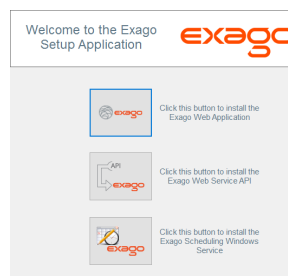 Welcome to the Exago
Setup Application
exago
exago
Click this button to install the
Exago Web Application
API
exago
Click this button to install the
Exago Web Service API
exago
Click this button to install the
Exago Scheduling Windows
Service